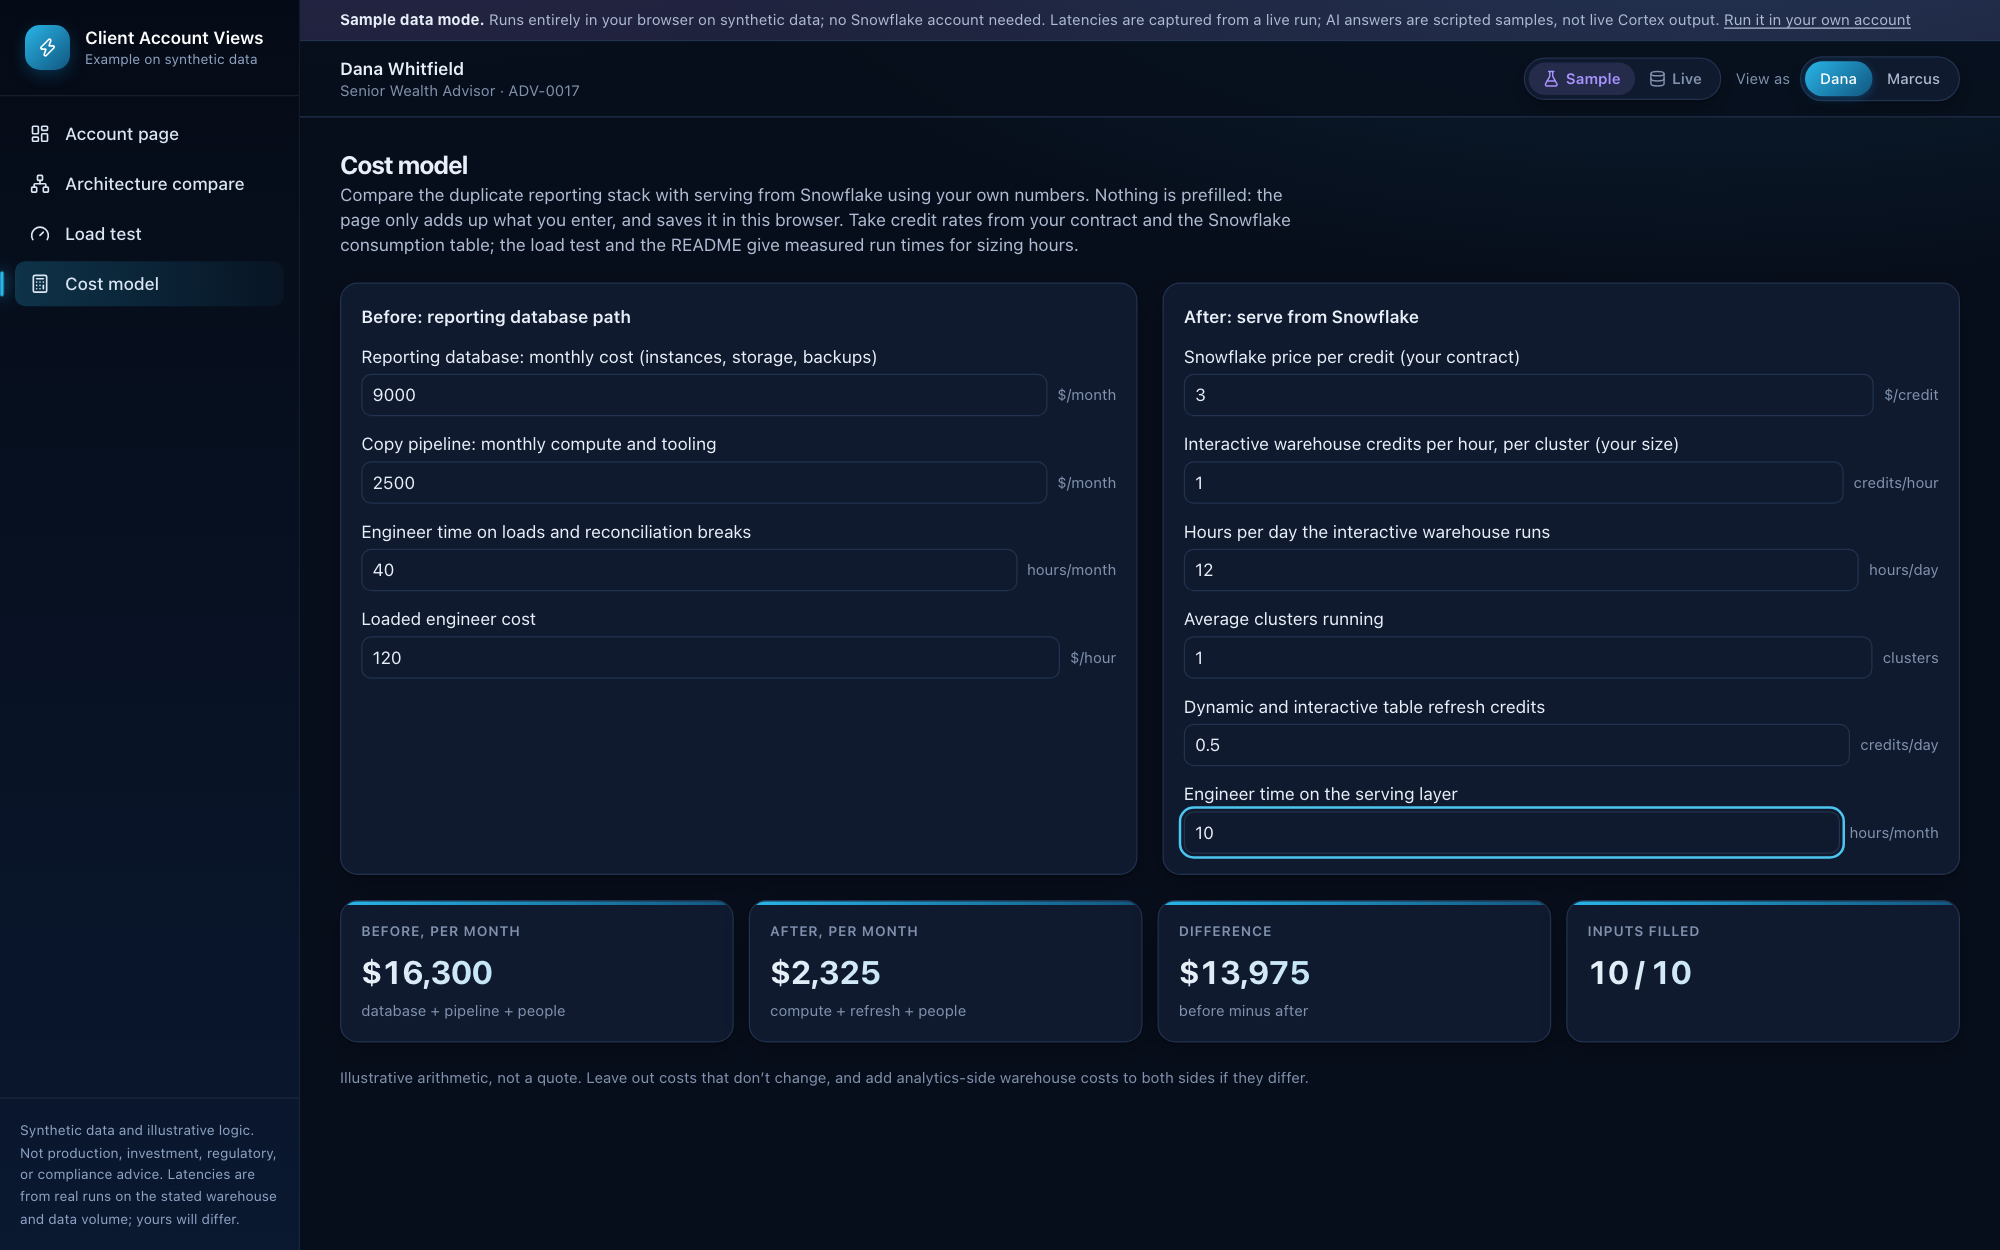 Client Account Views
Example on synthetic data
Account page
Architecture compare
Load test
Cost model
Synthetic data and illustrative logic.
Not production, investment, regulatory,
or compliance advice. Latencies are
from real runs on the stated warehouse
and data volume; yours will differ.
Sample data mode. Runs entirely in your browser on synthetic data; no Snowflake account needed. Latencies are captured from a live run; AI answers are scripted samples, not live Cortex output. Run it in your own account
Dana Whitfield
Senior Wealth Advisor · ADV-0017
Sample Live View as Dana Marcus
Cost model
Compare the duplicate reporting stack with serving from Snowflake using your own numbers. Nothing is prefilled: the
page only adds up what you enter, and saves it in this browser. Take credit rates from your contract and the Snowflake
consumption table; the load test and the README give measured run times for sizing hours.
Before: reporting database path
Reporting database: monthly cost (instances, storage, backups)
9000 $/month
Copy pipeline: monthly compute and tooling
2500 $/month
Engineer time on loads and reconciliation breaks
40 hours/month
Loaded engineer cost
120 $/hour
After: serve from Snowflake
Snowflake price per credit (your contract)
3 $/credit
Interactive warehouse credits per hour, per cluster (your size)
1 credits/hour
Hours per day the interactive warehouse runs
12 hours/day
Average clusters running
1 clusters
Dynamic and interactive table refresh credits
0.5 credits/day
Engineer time on the serving layer
10 hours/month
BEFORE, PER MONTH
$16,300
database + pipeline + people
AFTER, PER MONTH
$2,325
compute + refresh + people
DIFFERENCE
$13,975
before minus after
INPUTS FILLED
10 / 10
Illustrative arithmetic, not a quote. Leave out costs that don’t change, and add analytics-side warehouse costs to both sides if they differ.